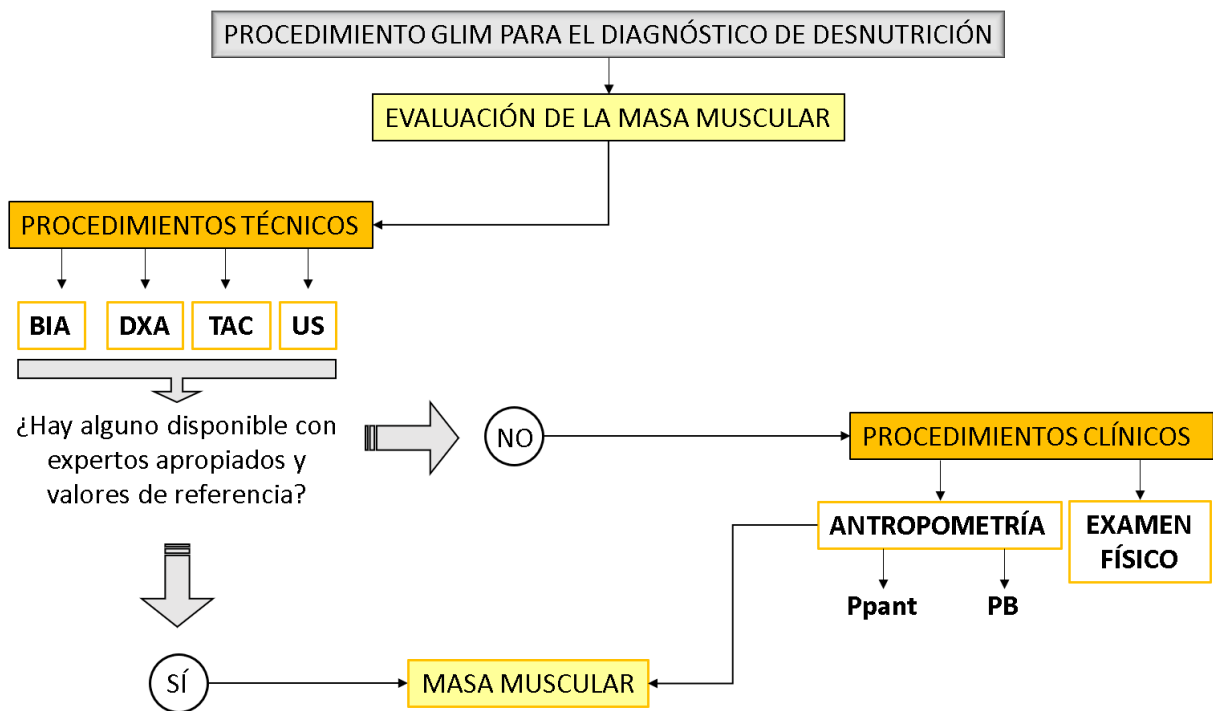 PROCEDIMIENTO GLIM PARA EL DIAGNÓSTICO DE DESNUTRICIÓN
EVALUACIÓN DE LA MASA MUSCULAR
PROCEDIMIENTOS TÉCNICOS
BIA
DXA
TAC
US
¿Hay alguno disponible con
expertos apropiados y
valores de referencia?
NO
PROCEDIMIENTOS CLÍNICOS
ANTROPOMETRÍA
EXAMEN
FÍSICO
Ppant
PB
SÍ
MASA MUSCULAR